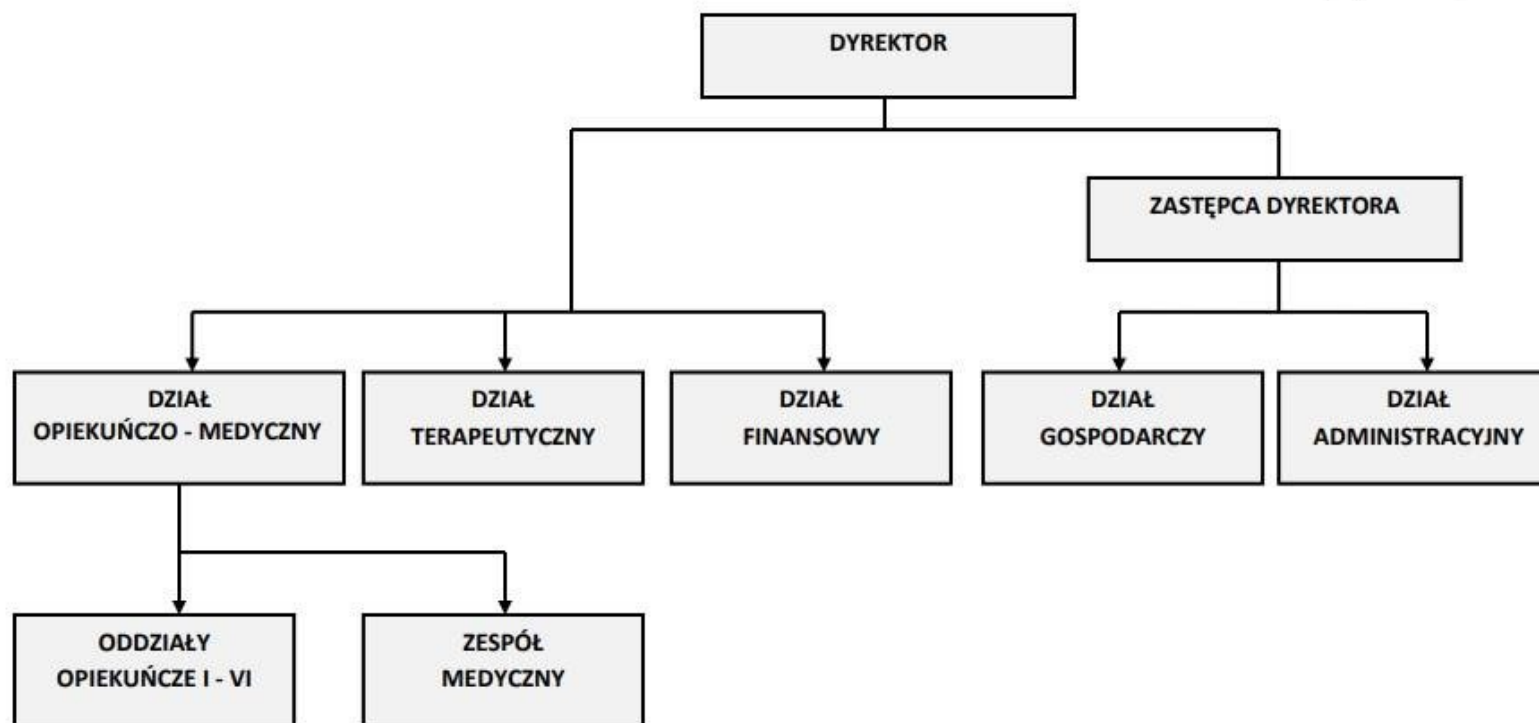 DYREKTOR
ZASTĘPCA DYREKTORA
DZIAŁ
OPIEKUŃCZO - MEDYCZNY
DZIAŁ
TERAPEUTYCZNY
DZIAŁ
FINANSOWY
DZIAŁ
GOSPODARCZY
DZIAŁ
ADMINISTRACYJNY
ODDZIAŁY
OPIEKUŃCZE I - VI
ZESPÓŁ
MEDYCZNY